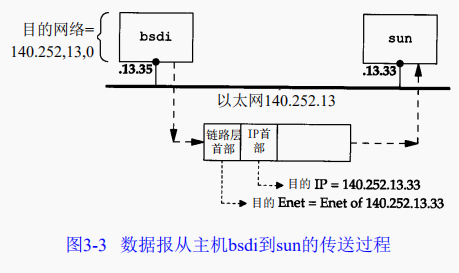 目的网络=
140.252,13,0
bsdi
sun
.13.35
.13.33
以太网140.252.13
链路层
首部
IP首
部
目的 IP = 140.252.13.33
目的 Enet = Enet of 140.252.13.33
图3-3 数据报从主机bsdi到sun的传送过程